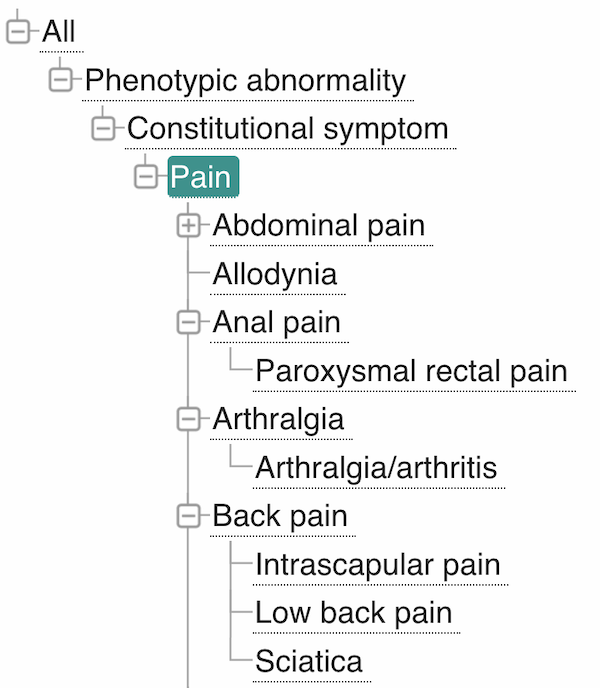 All
Phenotypic abnormality
Constitutional symptom
Pain
Abdominal pain
Allodynia
Anal pain
Paroxysmal rectal pain
Arthralgia
Arthralgia/arthritis
Back pain
Intrascapular pain
Low back pain
Sciatica